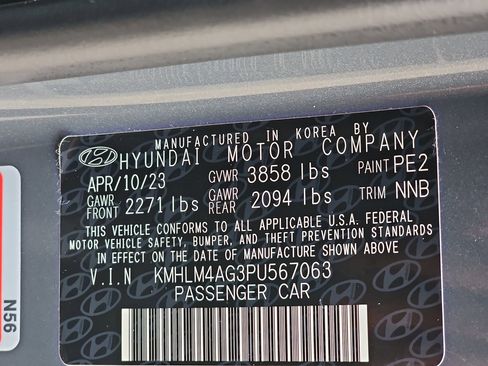 MANUFACTURED IN KOREA BY
HYUNDAI MOTOR COMPANY
APR/10/23 GVWR 3858 lbs PAINT PE2
GAWR FRONT 2271 lbs GAWR REAR 2094 lbs TRIM NNB
THIS VEHICLE CONFORMS TO ALL APPLICABLE U.S.A. FEDERAL
MOTOR VEHICLE SAFETY, BUMPER, AND THEFT PREVENTION STANDARDS
IN EFFECT ON THE DATE OF MANUFACTURE SHOWN ABOVE.
V.I.N KMHLM4AG3PU567063
PASSENGER CAR
N56